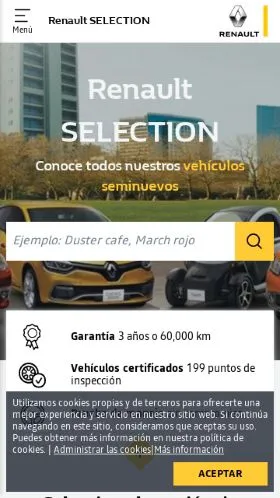 Renault SELECTION
RENAULT
Menú
Renault
SELECTION
Conoce todos nuestros vehículos
seminuevos
Ejemplo: Duster cafe, March rojo
Garantía 3 años o 60,000 km
Vehículos certificados 199 puntos de
inspección
Utilizamos cookies propias y de terceros para ofrecerte una
mejor experiencia y servicio en nuestro sitio web. Si continúa
navegando en este sitio, consideramos que aceptas su uso.
Puedes obtener más información en nuestra política de
cookies. | Administrar las cookies|Más información
ACEPTAR